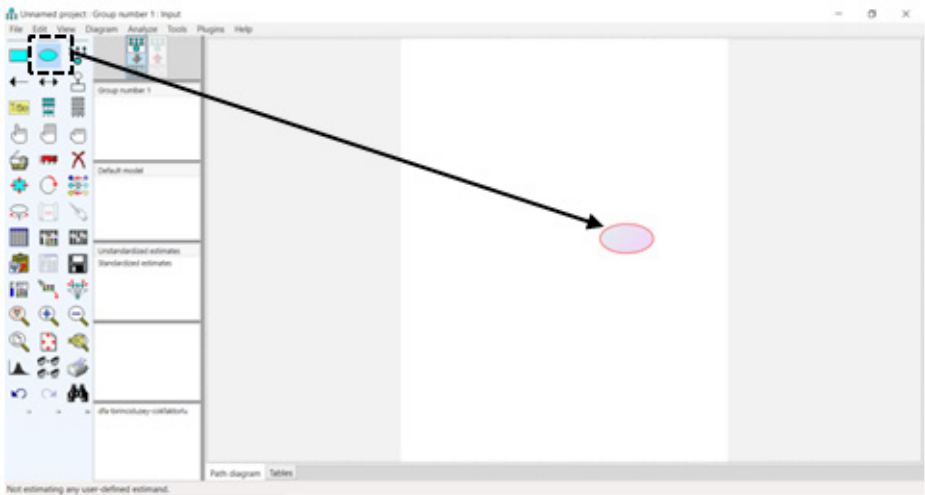 Unnamed project : Group number 1 : Input
File Edit View Diagram Analyze Tools Plugins Help
Title
Group number 1
Default model
Unstandardized estimates
Standardized estimates
Path diagram Tables
Not estimating any user-defined estimand.